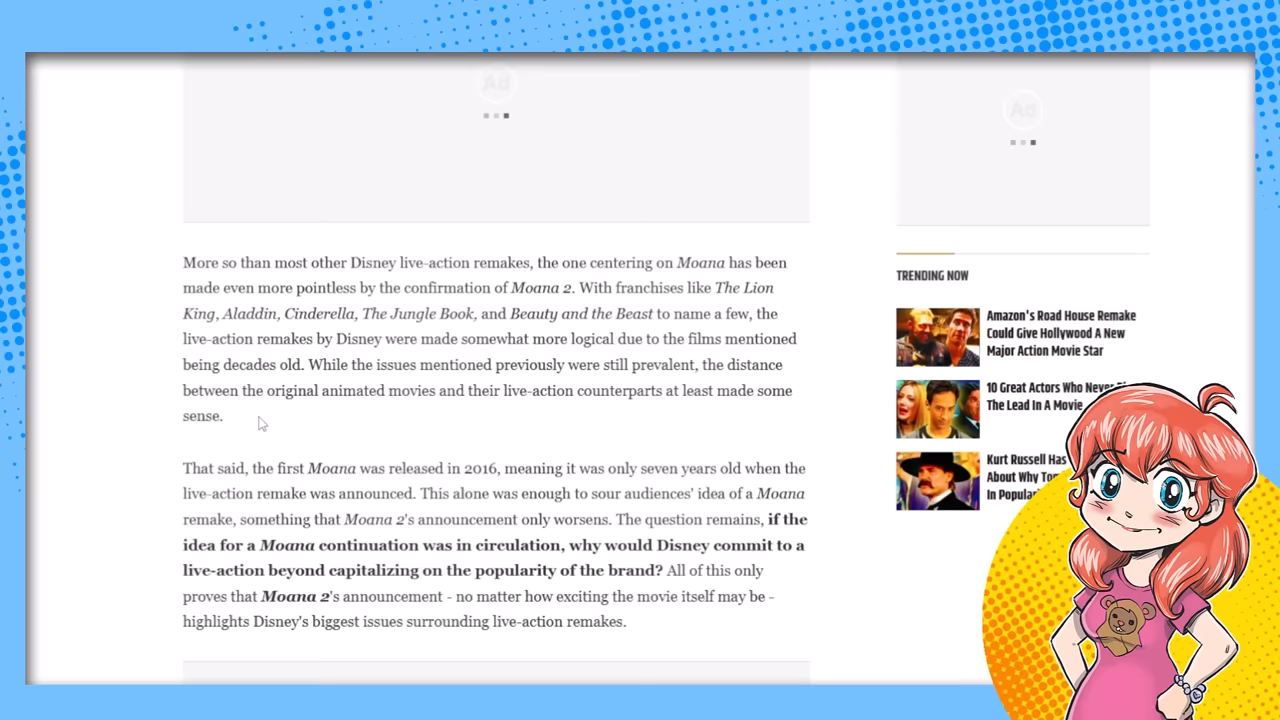 Ad
Ad
More so than most other Disney live-action remakes, the one centering on Moana has been
made even more pointless by the confirmation of Moana 2. With franchises like The Lion
King, Aladdin, Cinderella, The Jungle Book, and Beauty and the Beast to name a few, the
live-action remakes by Disney were made somewhat more logical due to the films mentioned
being decades old. While the issues mentioned previously were still prevalent, the distance
between the original animated movies and their live-action counterparts at least made some
sense.
That said, the first Moana was released in 2016, meaning it was only seven years old when the
live-action remake was announced. This alone was enough to sour audiences' idea of a Moana
remake, something that Moana 2's announcement only worsens. The question remains, if the
idea for a Moana continuation was in circulation, why would Disney commit to a
live-action beyond capitalizing on the popularity of the brand? All of this only
proves that Moana 2's announcement - no matter how exciting the movie itself may be -
highlights Disney's biggest issues surrounding live-action remakes.
TRENDING NOW
Amazon's Road House Remake
Could Give Hollywood A New
Major Action Movie Star
10 Great Actors Who Never
The Lead In A Movie
Kurt Russell Has
About Why
In